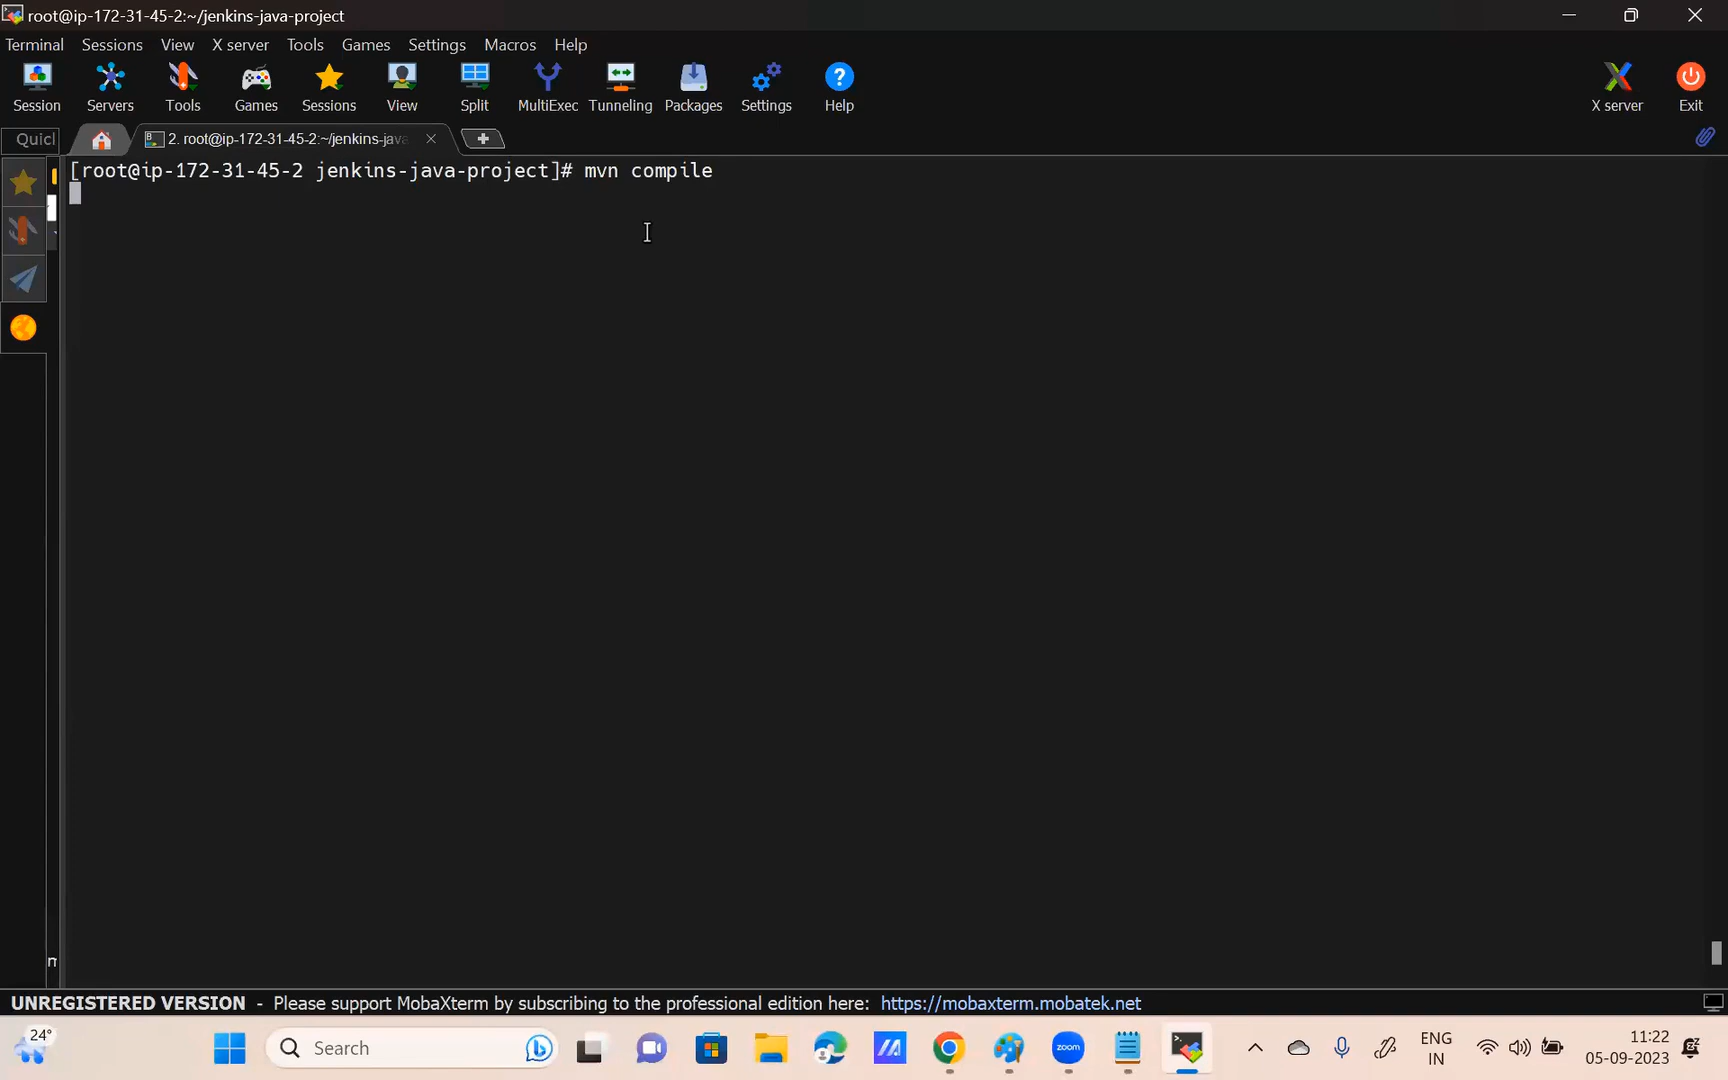 root@ip-172-31-45-2:~/jenkins-java-project
Terminal Sessions View X server Tools Games Settings Macros Help
Session Servers Tools Games Sessions View Split MultiExec Tunneling Packages Settings Help X server Exit
Quicl 2. root@ip-172-31-45-2:~/jenkins-java
[root@ip-172-31-45-2 jenkins-java-project]# mvn compile
UNREGISTERED VERSION - Please support MobaXterm by subscribing to the professional edition here: https://mobaxterm.mobatek.net
24°
Search
zoom
ENG
IN
11:22
05-09-2023